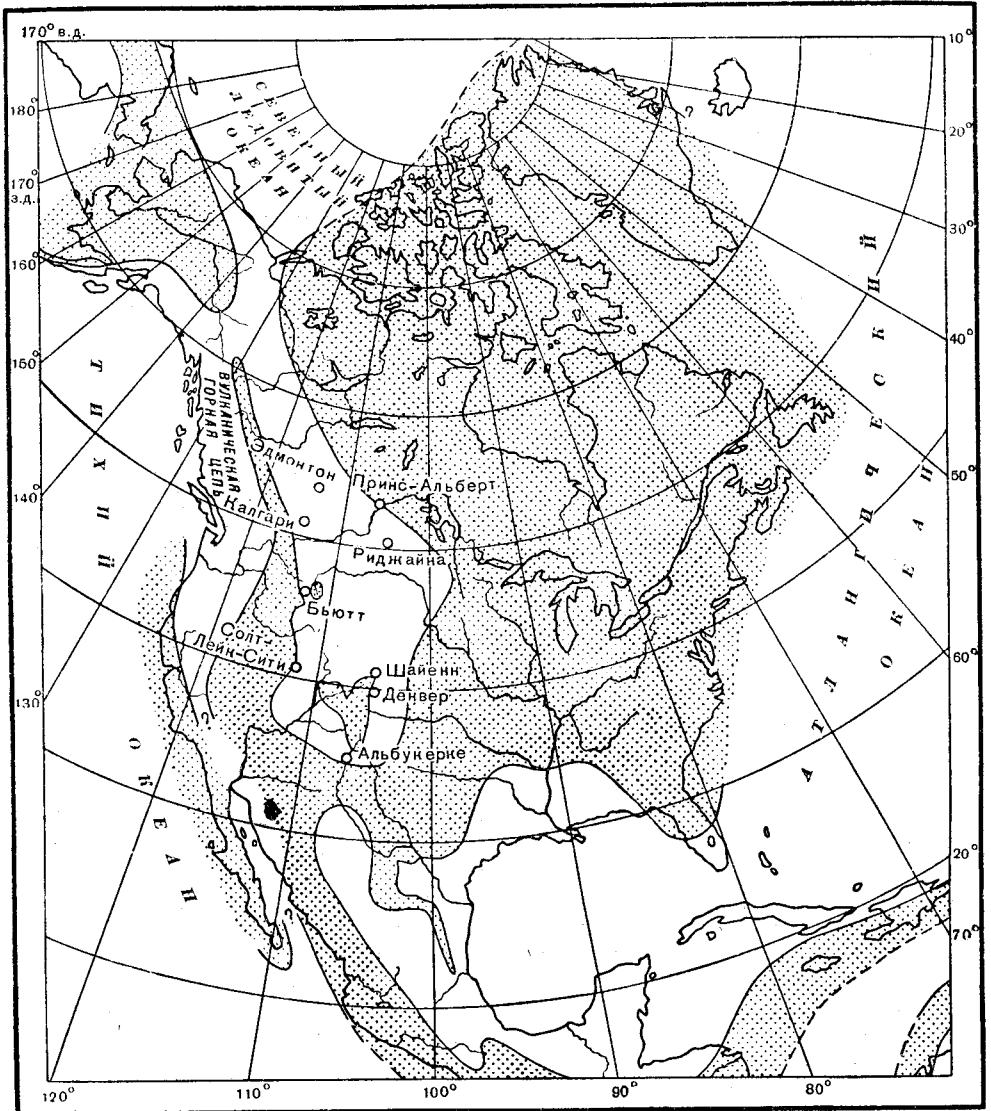 170° в.д.
180°
170°
з.д.
160°
150°
140°
130°
120°
110°
100°
90°
80°
10°
20°
30°
40°
50°
60°
20°
70°
СЕВЕРНЫЙ
ЛЕДОВИТЫЙ
ОКЕАН
ТИХИЙ
ОКЕАН
АТЛАНТИЧЕСКИЙ
ОКЕАН
ВУЛКАНИЧЕСКАЯ
ГОРНАЯ ЦЕПЬ
Эдмонтон
Принс-Альберт
Калгари
Риджайна
Бьютт
Солт-
Лейк-Сити
Шайенн
Денвер
Альбукерке
?
?
?